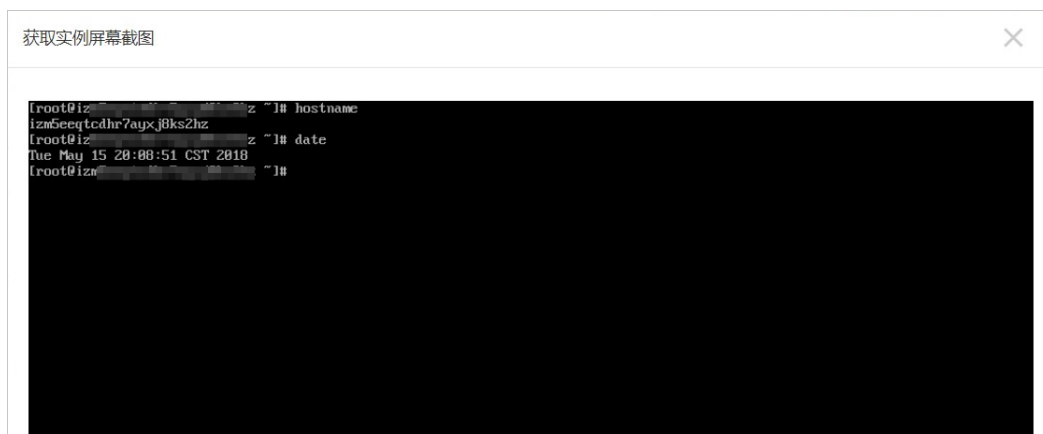 获取实例屏幕截图
[root@iz z ~]# hostname
izm5eeqtcdhr7ayxj8ks2hz
[root@iz z ~]# date
Tue May 15 20:08:51 CST 2018
[root@izm ~]#